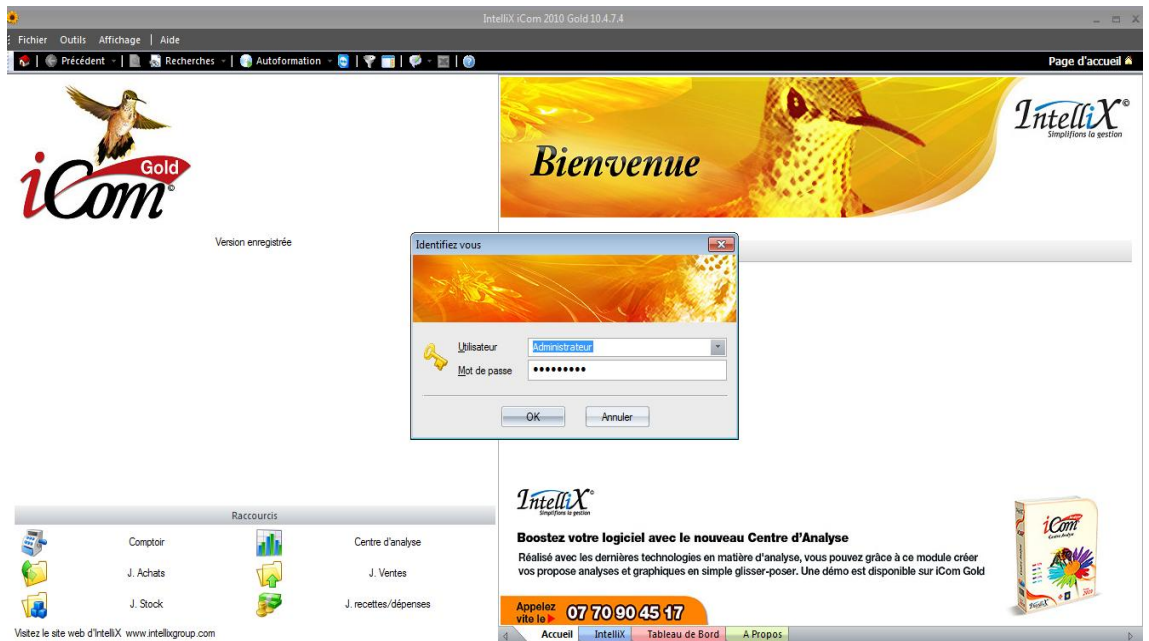 IntelliX iCom 2010 Gold 10.4.7.4
Fichier Outils Affichage | Aide
Précédent Recherches Autoformation Page d'accueil
iCom Gold
Version enregistrée
Bienvenue
IntelliX
Simplifions la gestion
Identifiez vous
Utilisateur Administrateur
Mot de passe •••••••••
OK Annuler
Raccourcis
Comptoir Centre d'analyse
J. Achats J. Ventes
J. Stock J. recettes/dépenses
Visitez le site web d'IntelliX www.intellixgroup.com
IntelliX
Simplifions la gestion
Boostez votre logiciel avec le nouveau Centre d'Analyse
Réalisé avec les dernières technologies en matière d'analyse, vous pouvez grâce à ce module créer
vos propose analyses et graphiques en simple glisser-poser. Une démo est disponible sur iCom Gold
iCom
Appelez vite le 07 70 90 45 17
Accueil IntelliX Tableau de Bord A Propos